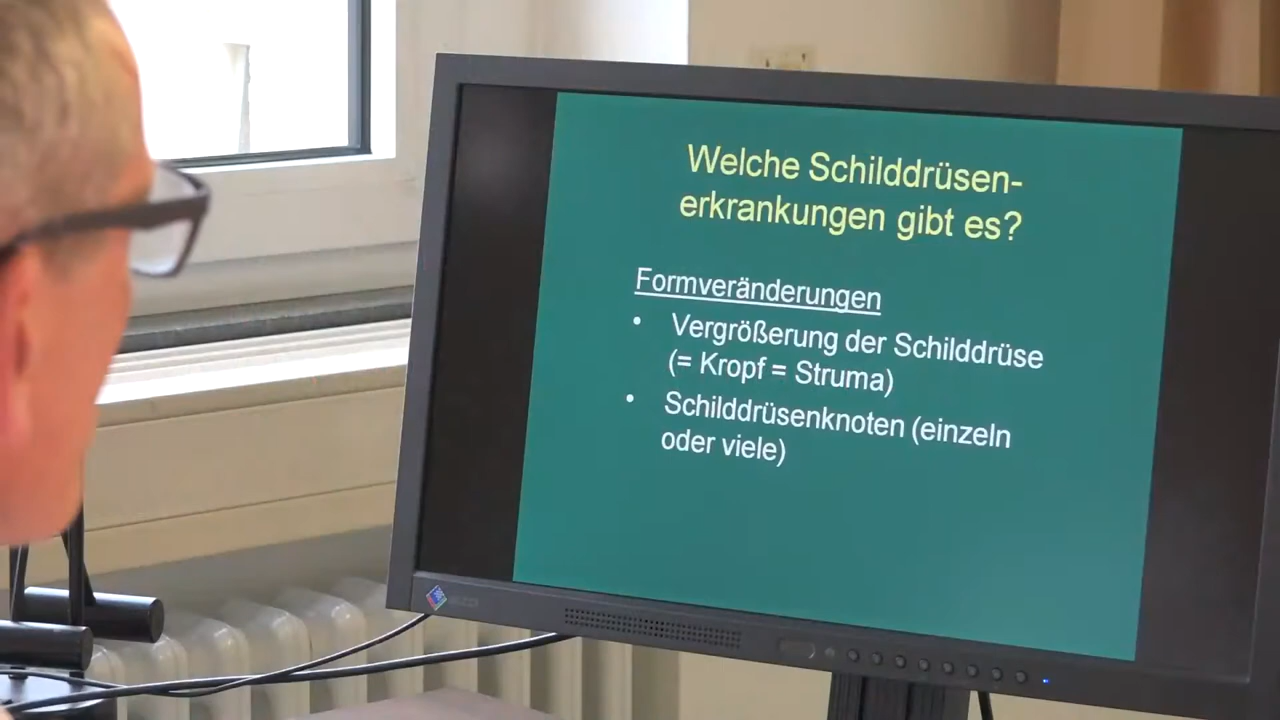 Welche Schilddrüsen-
erkrankungen gibt es?
Formveränderungen
• Vergrößerung der Schilddrüse
(= Kropf = Struma)
• Schilddrüsenknoten (einzeln
oder viele)